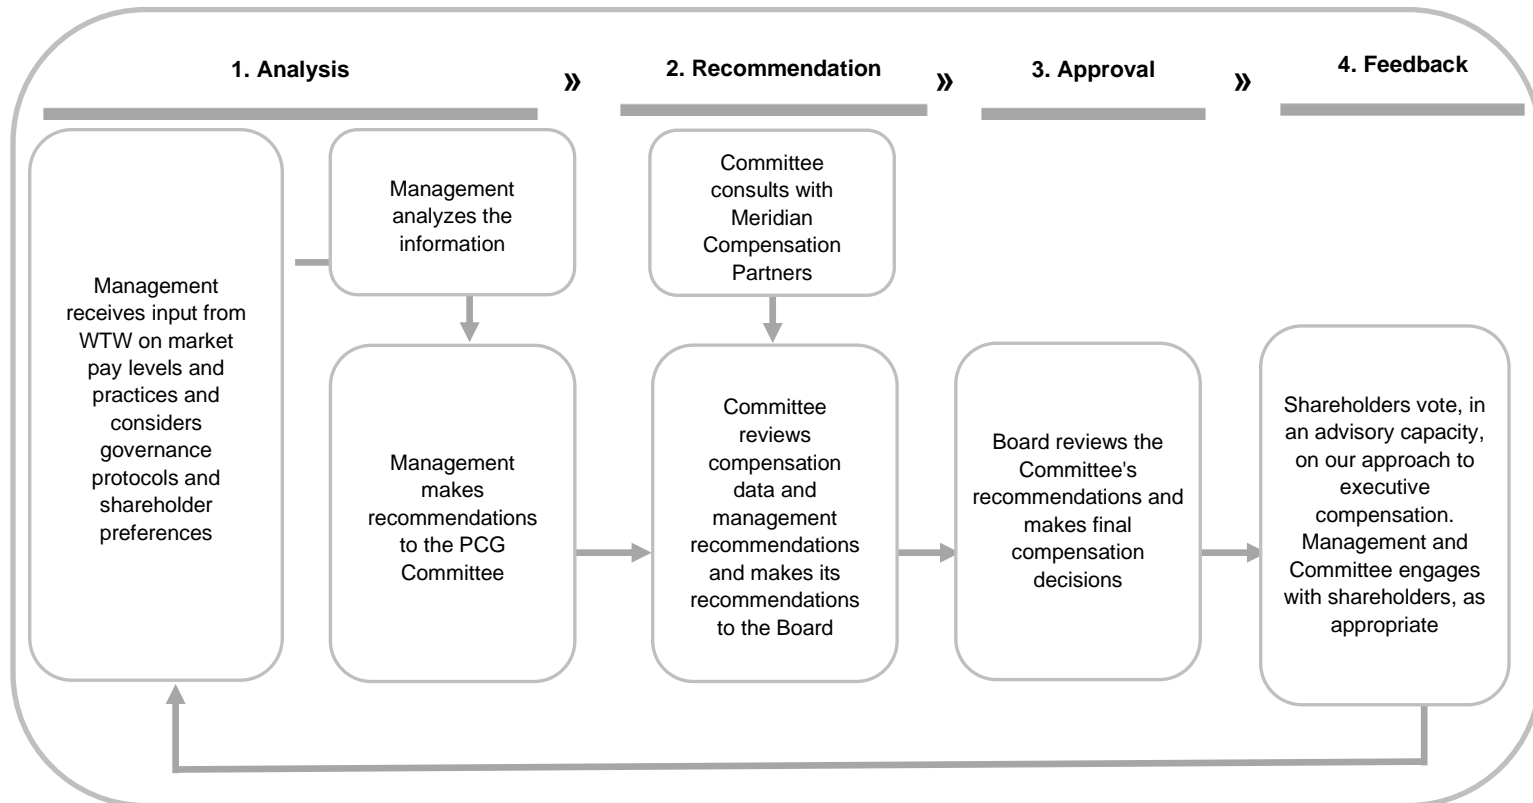 1. Analysis
»
2. Recommendation
»
3. Approval
»
4. Feedback
Management
receives input from
WTW on market
pay levels and
practices and
considers
governance
protocols and
shareholder
preferences
Management
analyzes the
information
Management
makes
recommendations
to the PCG
Committee
Committee
consults with
Meridian
Compensation
Partners
Committee
reviews
compensation
data and
management
recommendations
and makes its
recommendations
to the Board
Board reviews the
Committee's
recommendations and
makes final
compensation
decisions
Shareholders vote, in
an advisory capacity,
on our approach to
executive
compensation.
Management and
Committee engages
with shareholders, as
appropriate